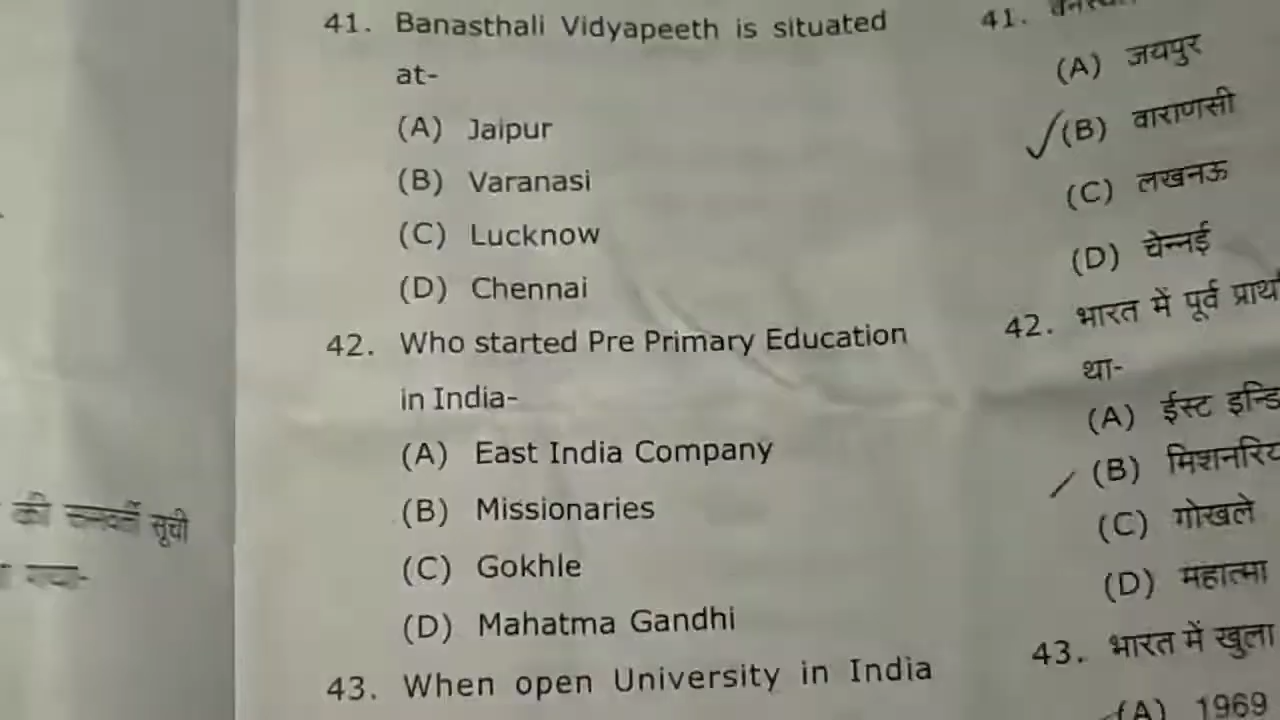 41. Banasthali Vidyapeeth is situated
at-
(A) Jaipur
(B) Varanasi
(C) Lucknow
(D) Chennai
42. Who started Pre Primary Education
in India-
(A) East India Company
(B) Missionaries
(C) Gokhle
(D) Mahatma Gandhi
43. When open University in India
41.
(A) जयपुर
(B) वाराणसी
(C) लखनऊ
(D) चेन्नई
42. भारत में पूर्व
था-
(A) ईस्ट
(B)
(C) गोखले
(D) महात्मा
43. भारत में खुला
(A) 1969
की सूची